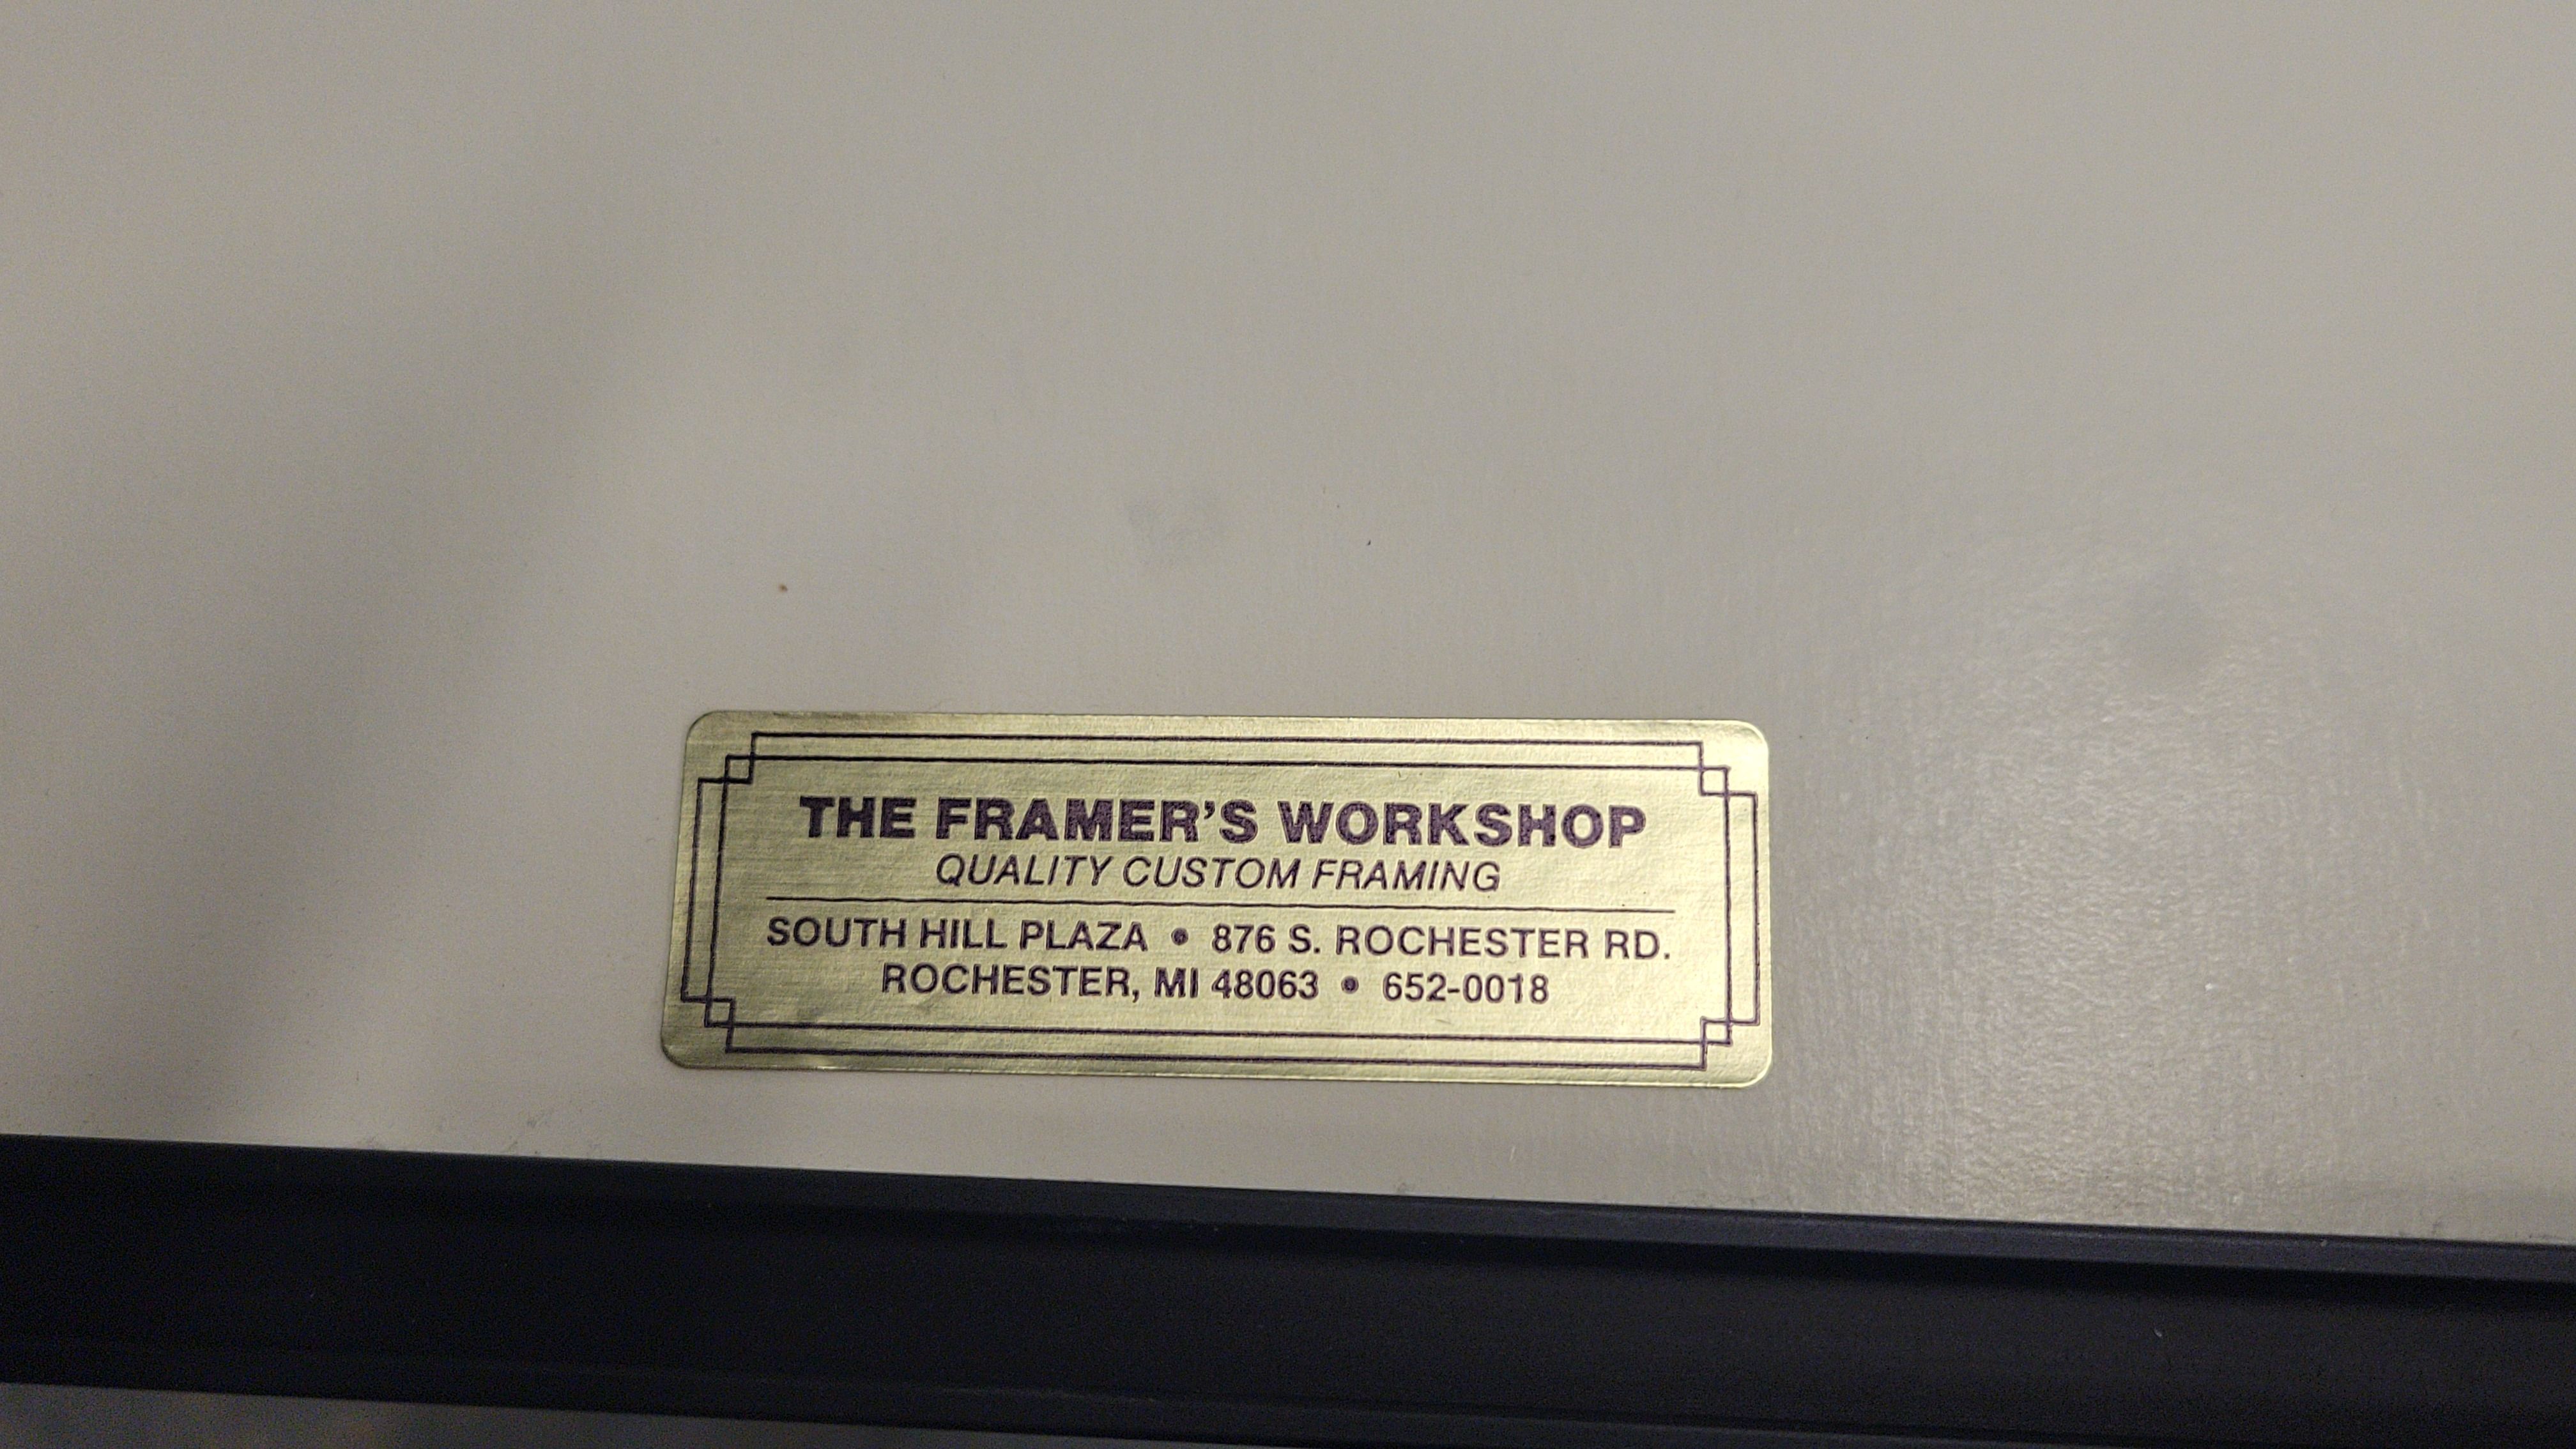 THE FRAMER'S WORKSHOP
QUALITY CUSTOM FRAMING
SOUTH HILL PLAZA • 876 S. ROCHESTER RD.
ROCHESTER, MI 48063 • 652-0018